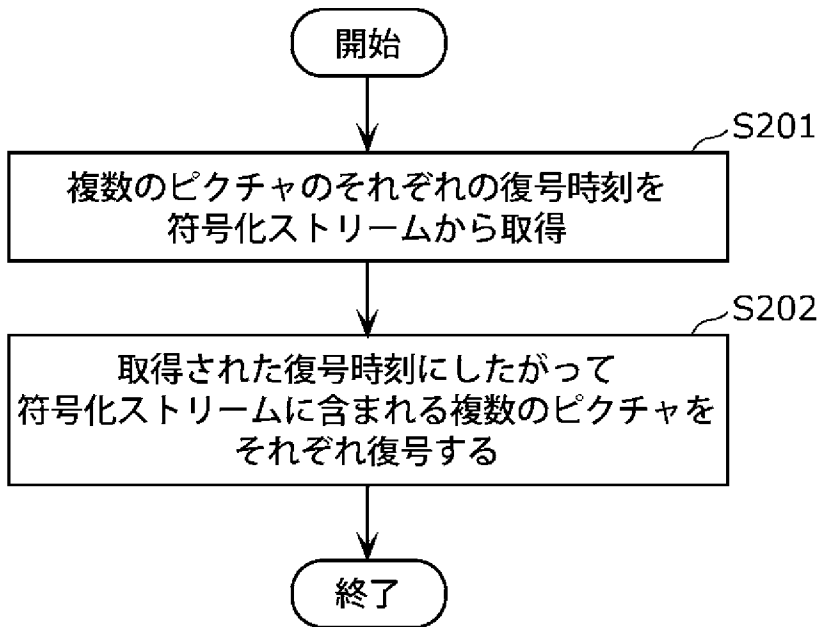 開始
S201
複数のピクチャのそれぞれの復号時刻を
符号化ストリームから取得
S202
取得された復号時刻にしたがって
符号化ストリームに含まれる複数のピクチャを
それぞれ復号する
終了